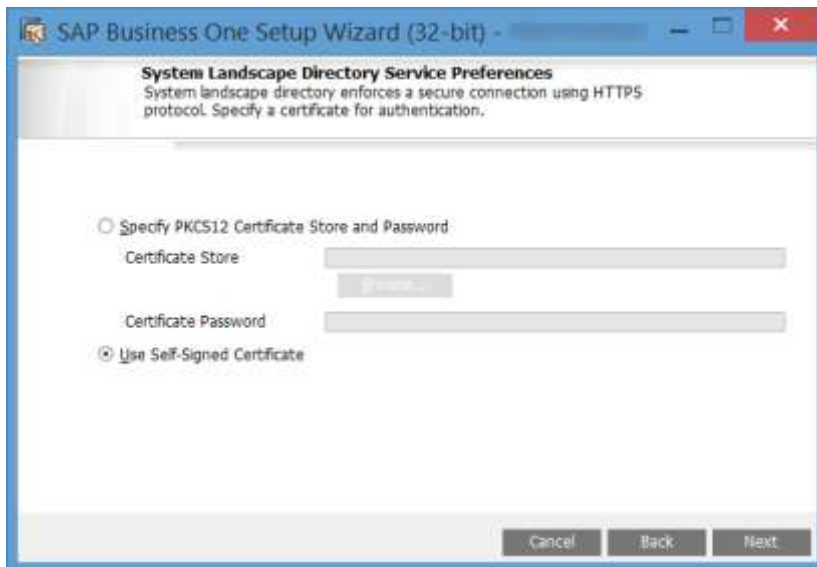 SAP Business One Setup Wizard (32-bit) -
System Landscape Directory Service Preferences
System landscape directory enforces a secure connection using HTTPS
protocol. Specify a certificate for authentication.
Specify PKCS12 Certificate Store and Password
Certificate Store
Browse...
Certificate Password
Use Self-Signed Certificate
Cancel Back Next